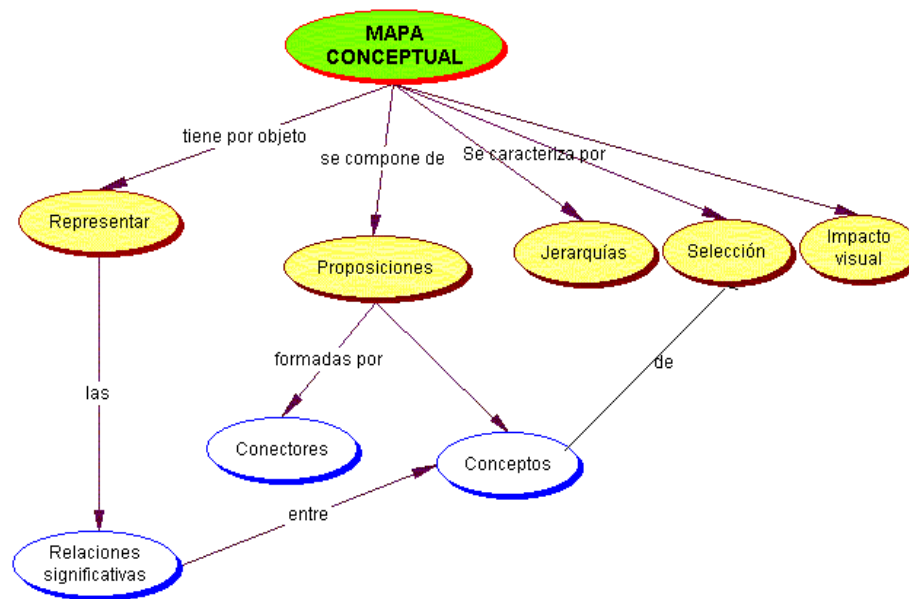 MAPA
CONCEPTUAL
tiene por objeto
se compone de
Se caracteriza por
Representar
Proposiciones
Jerarquías
Selección
Impacto
visual
formadas por
de
las
Conectores
Conceptos
entre
Relaciones
significativas